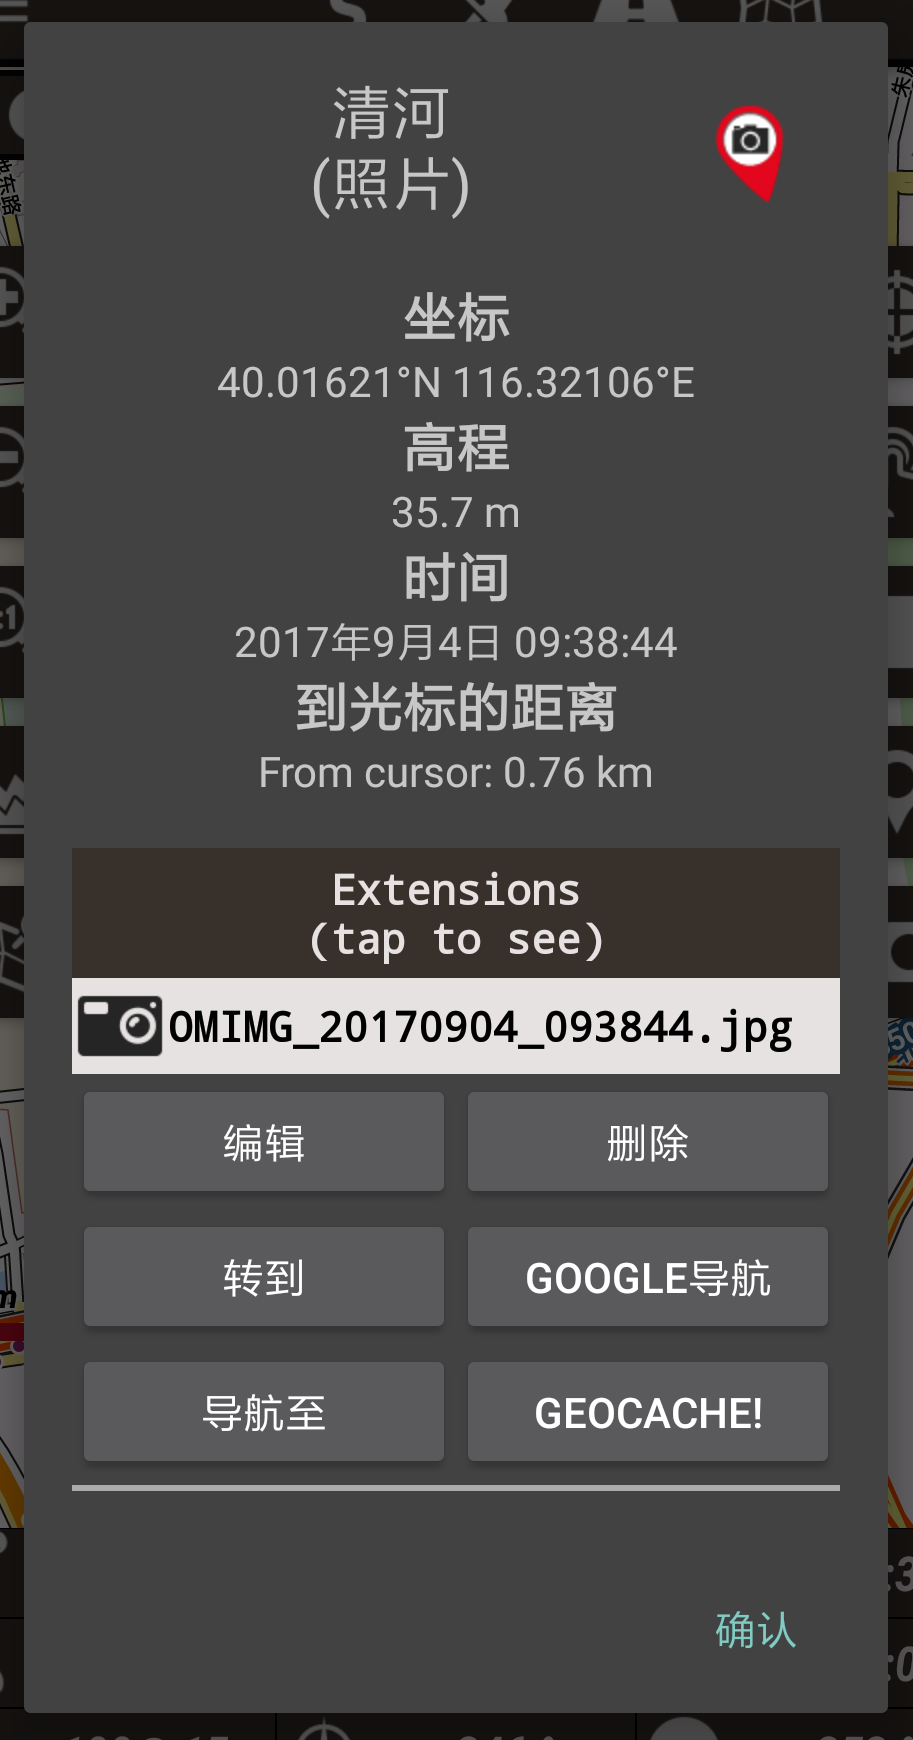 清河
(照片)
坐标
40.01621°N 116.32106°E
高程
35.7 m
时间
2017年9月4日 09:38:44
到光标的距离
From cursor: 0.76 km
Extensions
(tap to see)
OMIMG_20170904_093844.jpg
编辑
删除
转到
GOOGLE导航
导航至
GEOCACHE!
确认